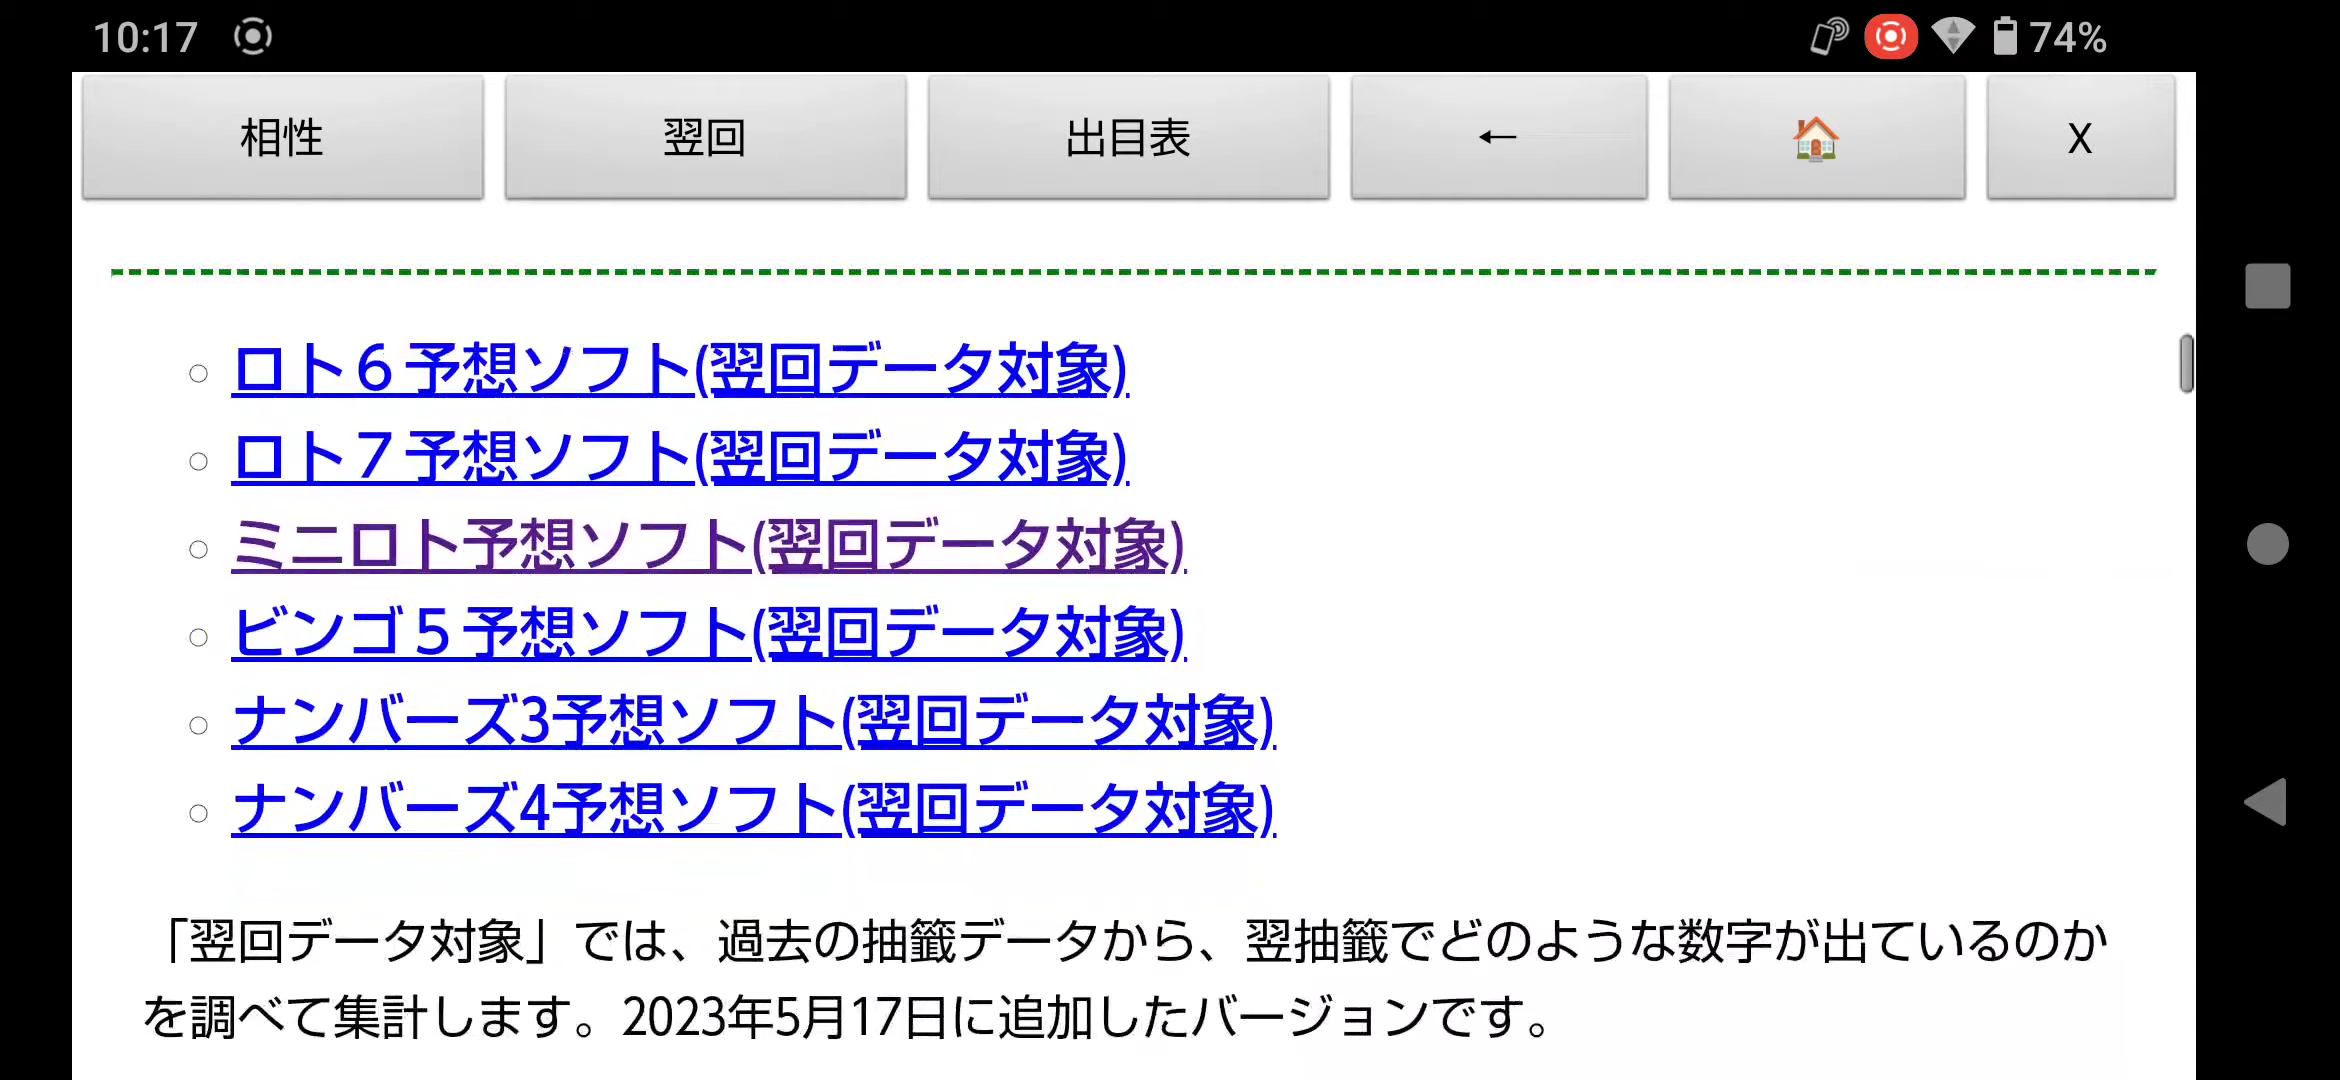 10:17 74%
相性 翌回 出目表 ← X
ロト６予想ソフト(翌回データ対象)
ロト７予想ソフト(翌回データ対象)
ミニロト予想ソフト(翌回データ対象)
ビンゴ５予想ソフト(翌回データ対象)
ナンバーズ3予想ソフト(翌回データ対象)
ナンバーズ4予想ソフト(翌回データ対象)
「翌回データ対象」では、過去の抽籤データから、翌抽籤でどのような数字が出ているのか
を調べて集計します。2023年5月17日に追加したバージョンです。